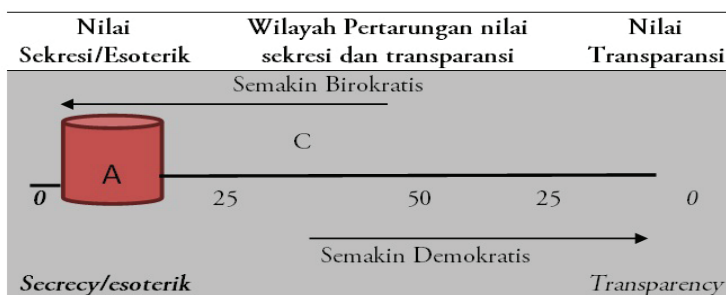 Nilai
Sekresi/Esoterik
Wilayah Pertarungan nilai
sekresi dan transparansi
Nilai
Transparansi
Semakin Birokratis
C
A
0 25 50 25 0
Semakin Demokratis
Secrecy/esoterik Transparency